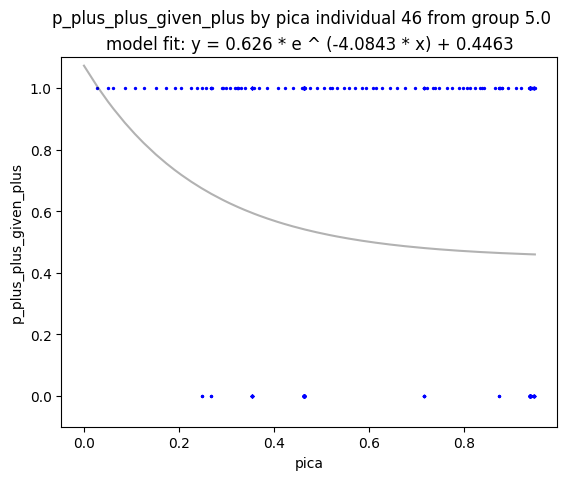 p_plus_plus_given_plus by pica individual 46 from group 5.0
model fit: y = 0.626 * e ^ (-4.0843 * x) + 0.4463
1.0
0.8
0.6
0.4
0.2
0.0
p_plus_plus_given_plus
0.0 0.2 0.4 0.6 0.8
pica